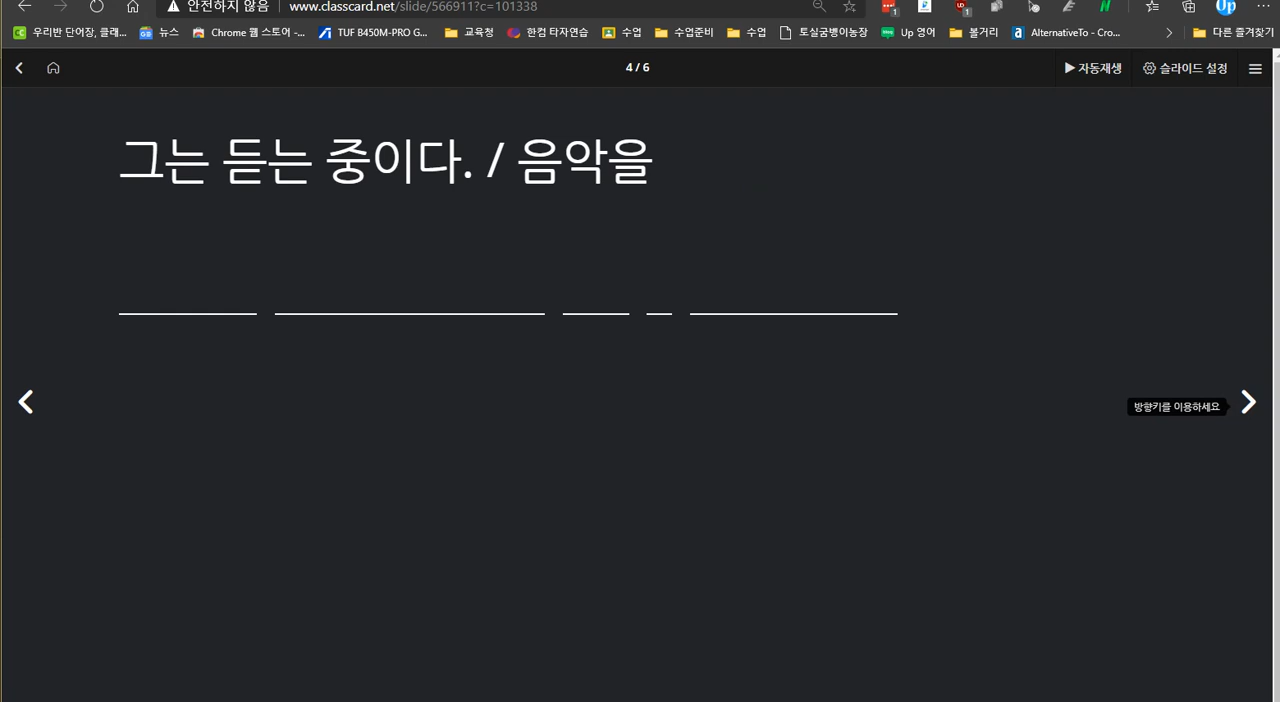 안전하지 않음 www.classcard.net/slide/566911?c=101338
우리반 단어장, 클래... 뉴스 Chrome 웹 스토어 -... TUF B450M-PRO G... 교육청 한컴 타자연습 수업 수업준비 수업 토실굼벵이농장 Up 영어 볼거리 AlternativeTo - Cro... 다른 즐겨찾기
4 / 6 자동재생 슬라이드 설정
그는 듣는 중이다. / 음악을
방향키를 이용하세요